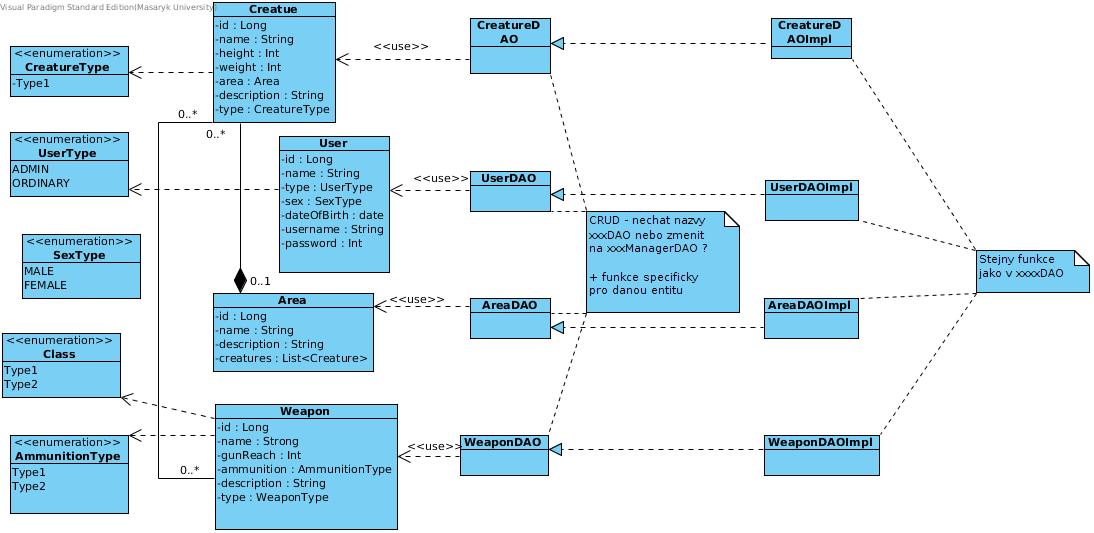 Visual Paradigm Standard Edition(Masaryk University)
Creatue
-id : Long
-name : String
-height : Int
-weight : Int
-area : Area
-description : String
-type : CreatureType
<<enumeration>>
CreatureType
-Type1
<<use>>
CreatureD
AO
CreatureD
AOImpl
0..*
0..*
<<enumeration>>
UserType
ADMIN
ORDINARY
User
-id : Long
-name : String
-type : UserType
-sex : SexType
-dateOfBirth : date
-username : String
-password : Int
<<use>>
UserDAO
UserDAOImpl
CRUD - nechat nazvy
xxxDAO nebo zmenit
na xxxManagerDAO ?
+ funkce specificky
pro danou entitu
Stejny funkce
jako v xxxxDAO
<<enumeration>>
SexType
MALE
FEMALE
0..1
Area
-id : Long
-name : String
-description : String
-creatures : List<Creature>
<<use>>
AreaDAO
AreaDAOImpl
<<enumeration>>
Class
Type1
Type2
<<enumeration>>
AmmunitionType
Type1
Type2
0..*
Weapon
-id : Long
-name : Strong
-gunReach : Int
-ammunition : AmmunitionType
-description : String
-type : WeaponType
<<use>>
WeaponDAO
WeaponDAOImpl